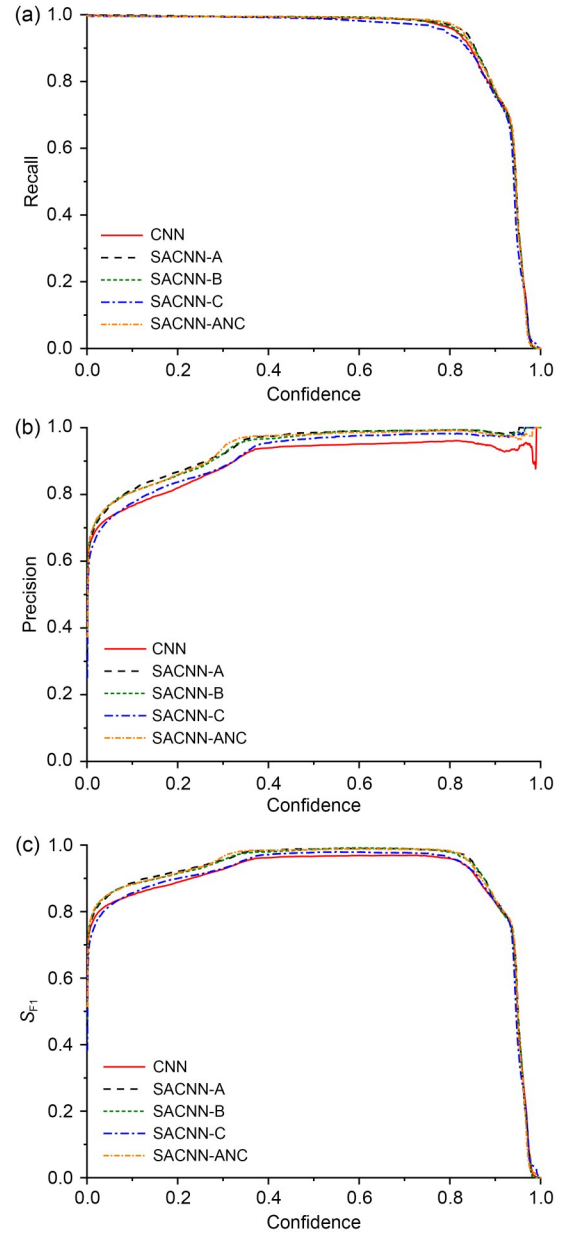 (a)
1.0
0.8
0.6
0.4
0.2
0.0
Recall
CNN
SACNN-A
SACNN-B
SACNN-C
SACNN-ANC
0.0 0.2 0.4 0.6 0.8 1.0
Confidence
(b)
1.0
0.8
0.6
0.4
0.2
0.0
Precision
CNN
SACNN-A
SACNN-B
SACNN-C
SACNN-ANC
0.0 0.2 0.4 0.6 0.8 1.0
Confidence
(c)
1.0
0.8
0.6
0.4
0.2
0.0
SF1
CNN
SACNN-A
SACNN-B
SACNN-C
SACNN-ANC
0.0 0.2 0.4 0.6 0.8 1.0
Confidence